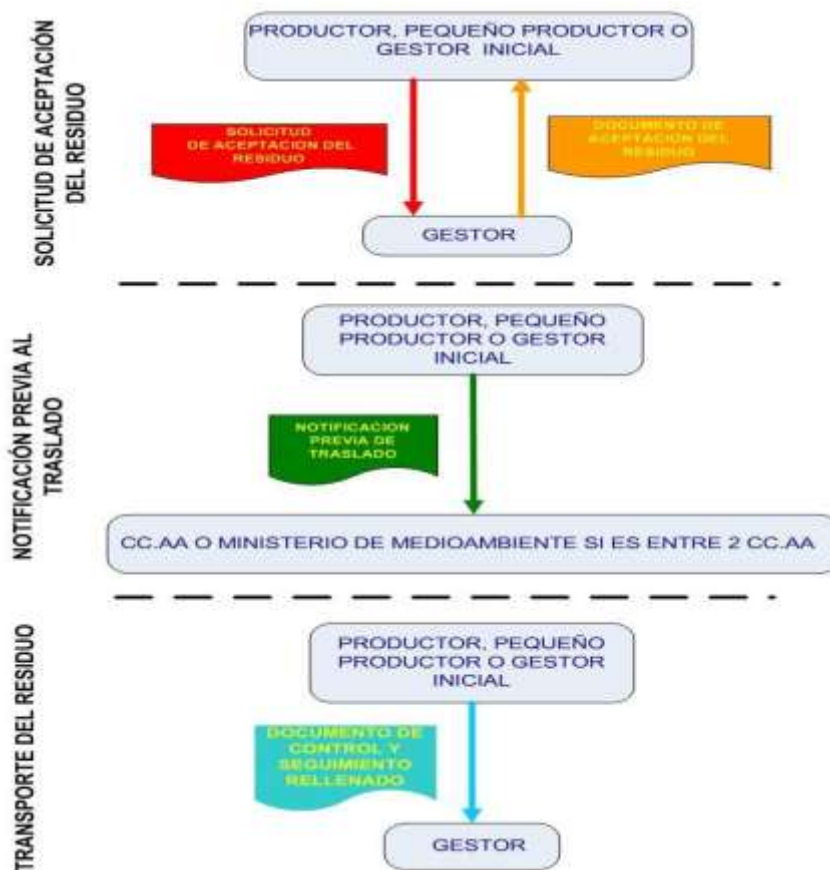 SOLICITUD DE ACEPTACIÓN
DEL RESIDUO
PRODUCTOR, PEQUEÑO PRODUCTOR O
GESTOR INICIAL
SOLICITUD
DE ACEPTACION DEL
RESIDUO
DOCUMENTO DE
ACEPTACIÓN DEL
RESIDUO
GESTOR
NOTIFICACIÓN PREVIA AL
TRASLADO
PRODUCTOR, PEQUEÑO
PRODUCTOR O GESTOR
INICIAL
NOTIFICACION
PREVIA DE
TRASLADO
CC.AA O MINISTERIO DE MEDIOAMBIENTE SI ES ENTRE 2 CC.AA
TRANSPORTE DEL RESIDUO
PRODUCTOR, PEQUEÑO
PRODUCTOR O GESTOR
INICIAL
DOCUMENTO DE
CONTROL Y
SEGUIMIENTO
RELLENADO
GESTOR